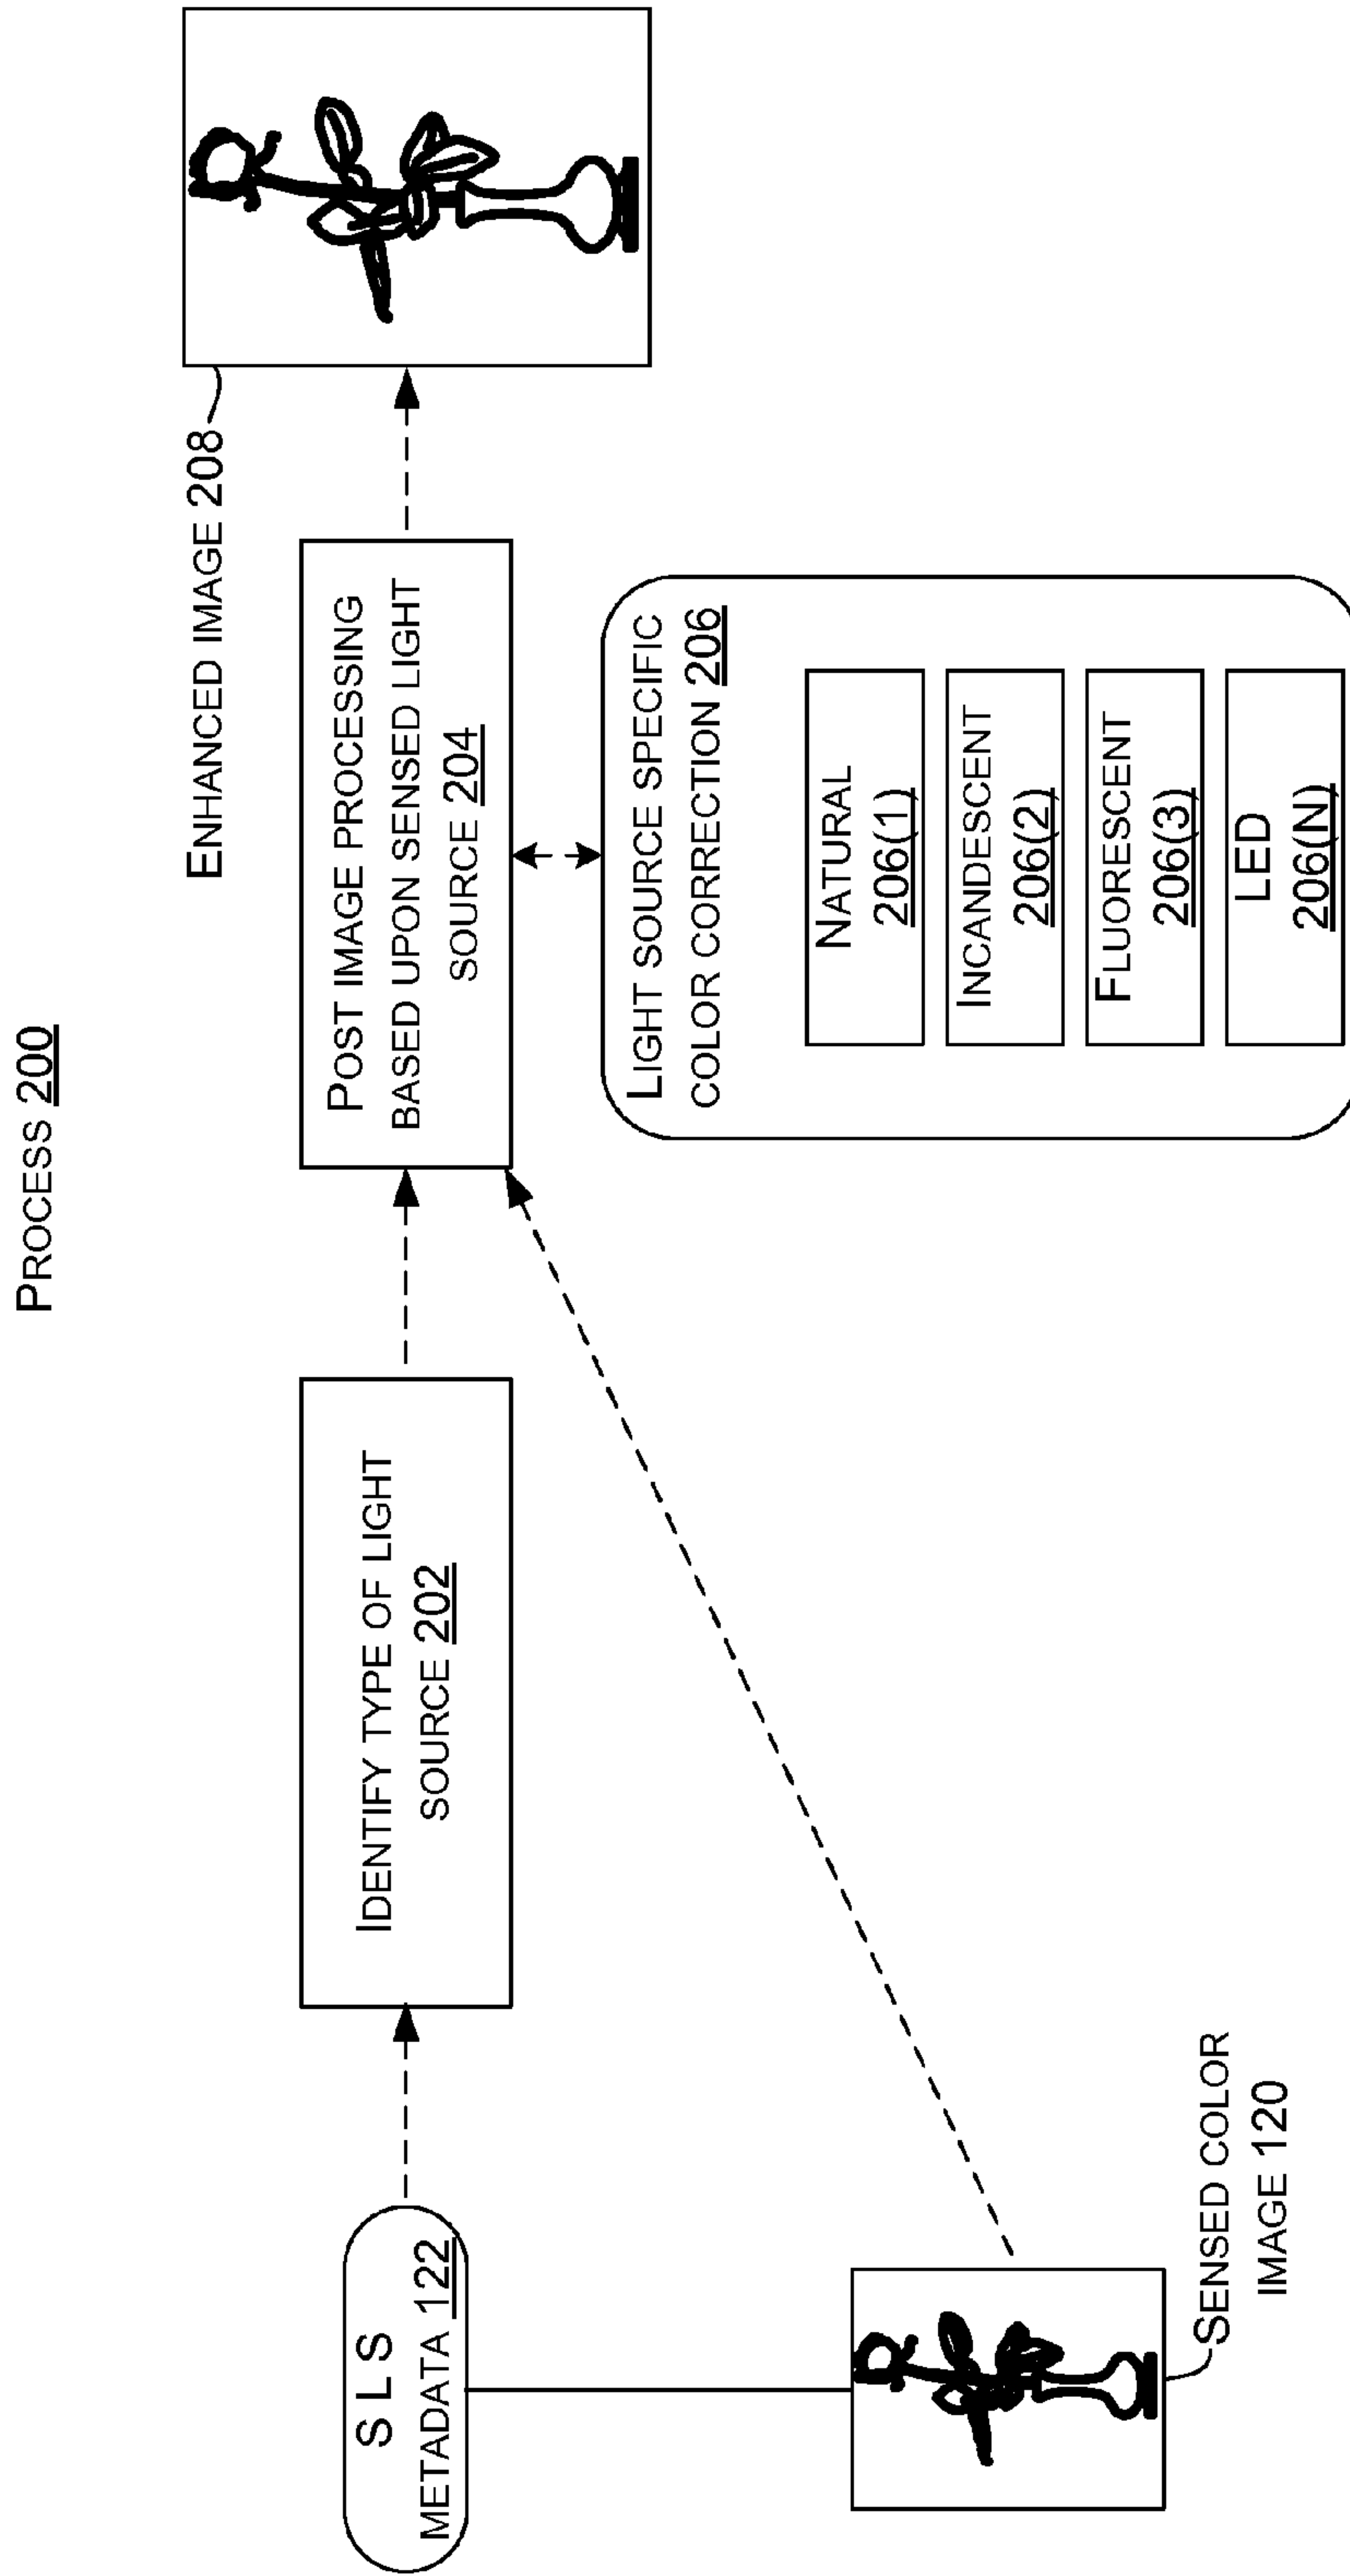 PROCESS 200
S L S
METADATA 122
IDENTIFY TYPE OF LIGHT
SOURCE 202
POST IMAGE PROCESSING
BASED UPON SENSED LIGHT
SOURCE 204
ENHANCED IMAGE 208
SENSED COLOR
IMAGE 120
LIGHT SOURCE SPECIFIC
COLOR CORRECTION 206
NATURAL
206(1)
INCANDESCENT
206(2)
FLUORESCENT
206(3)
LED
206(N)